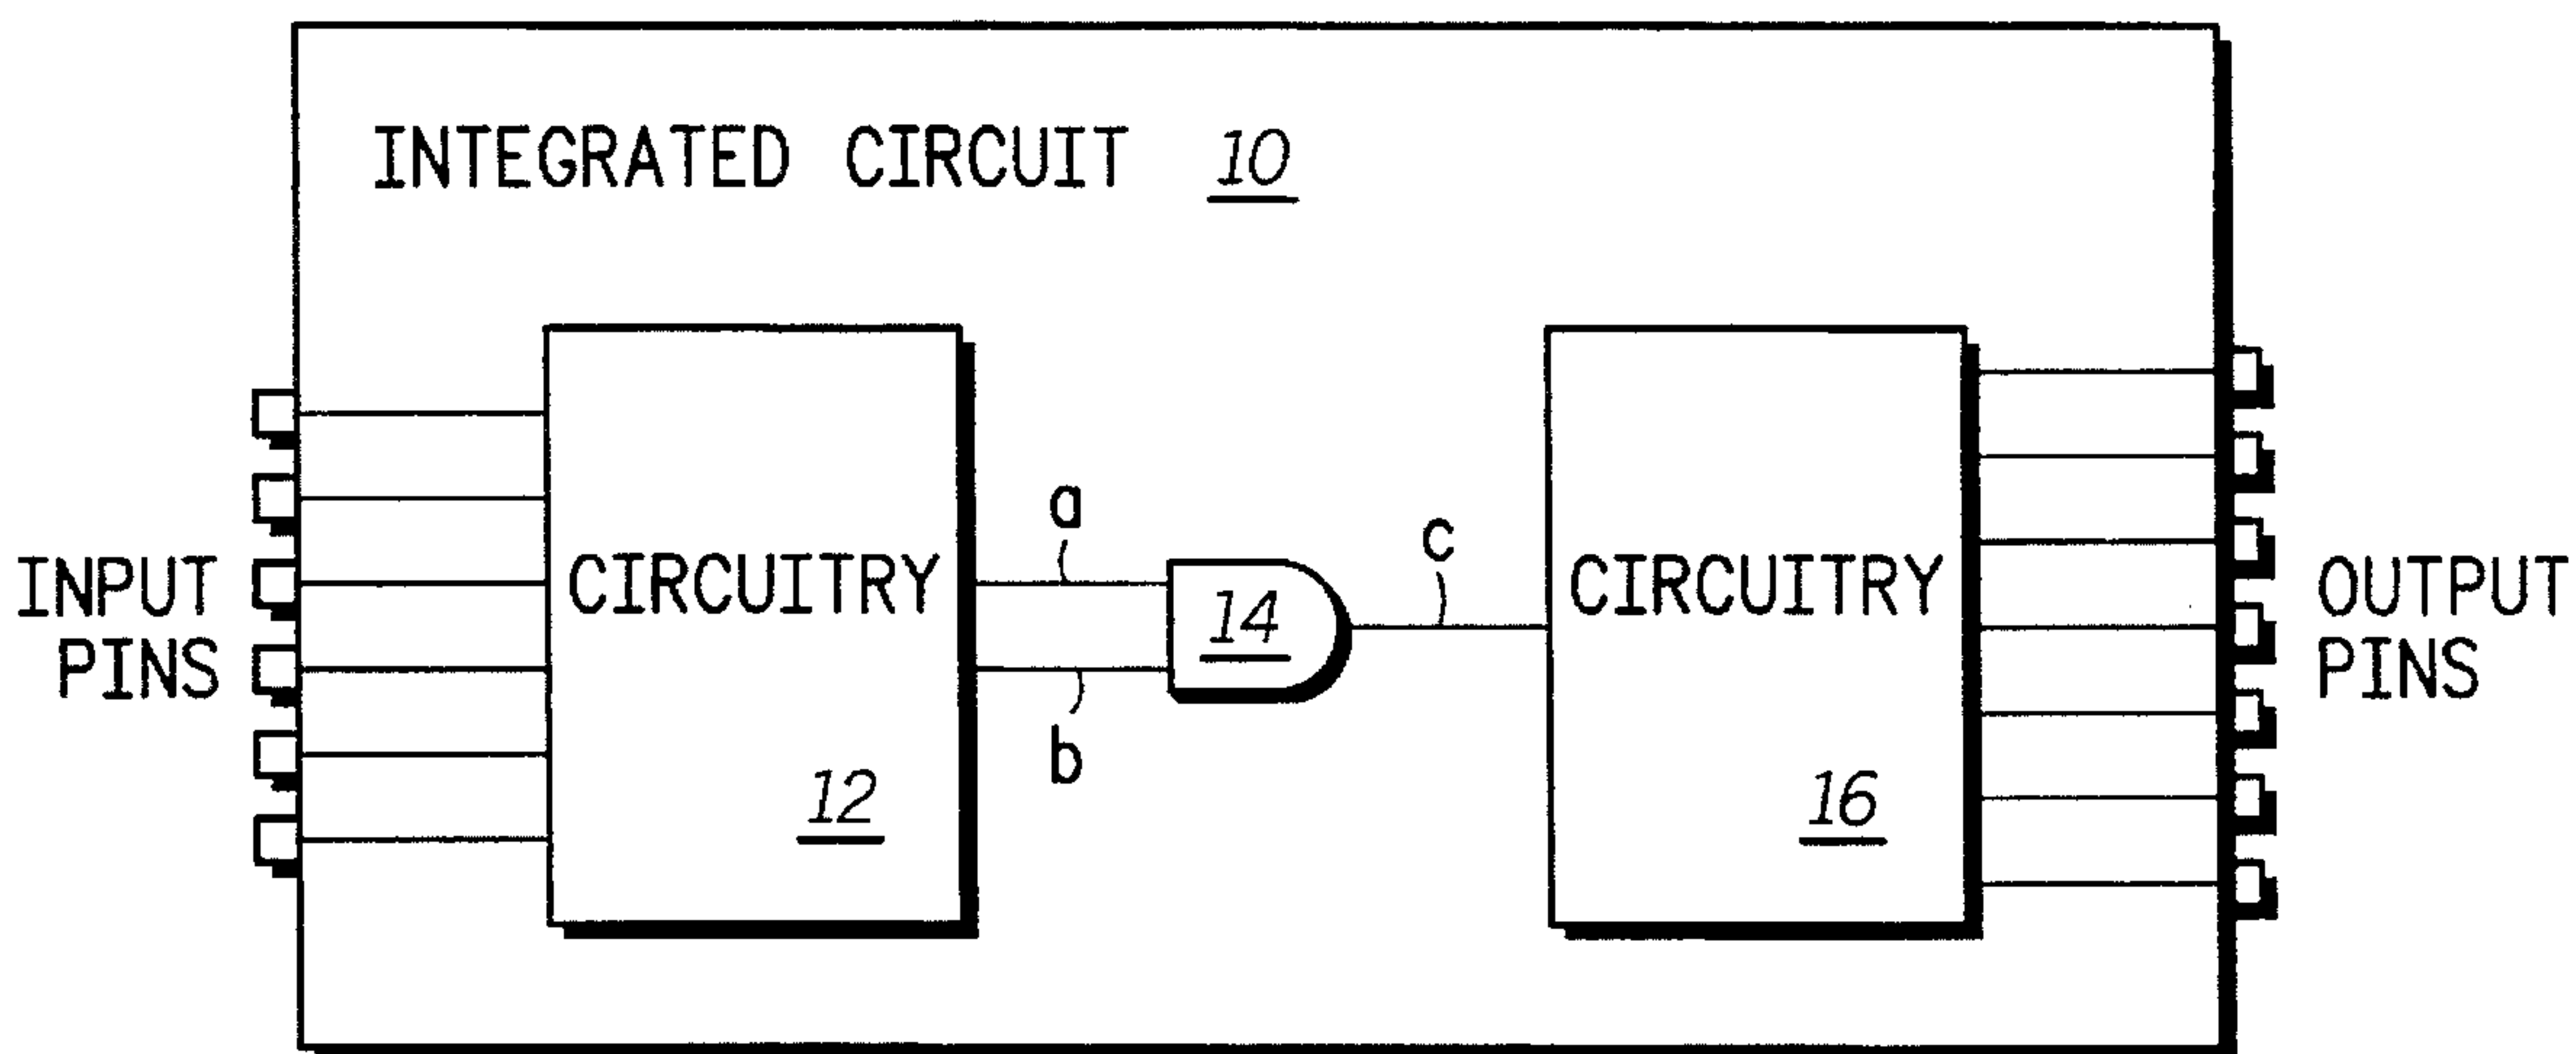 INTEGRATED CIRCUIT 10
INPUT
PINS
CIRCUITRY
12
a
b
14
c
CIRCUITRY
16
OUTPUT
PINS